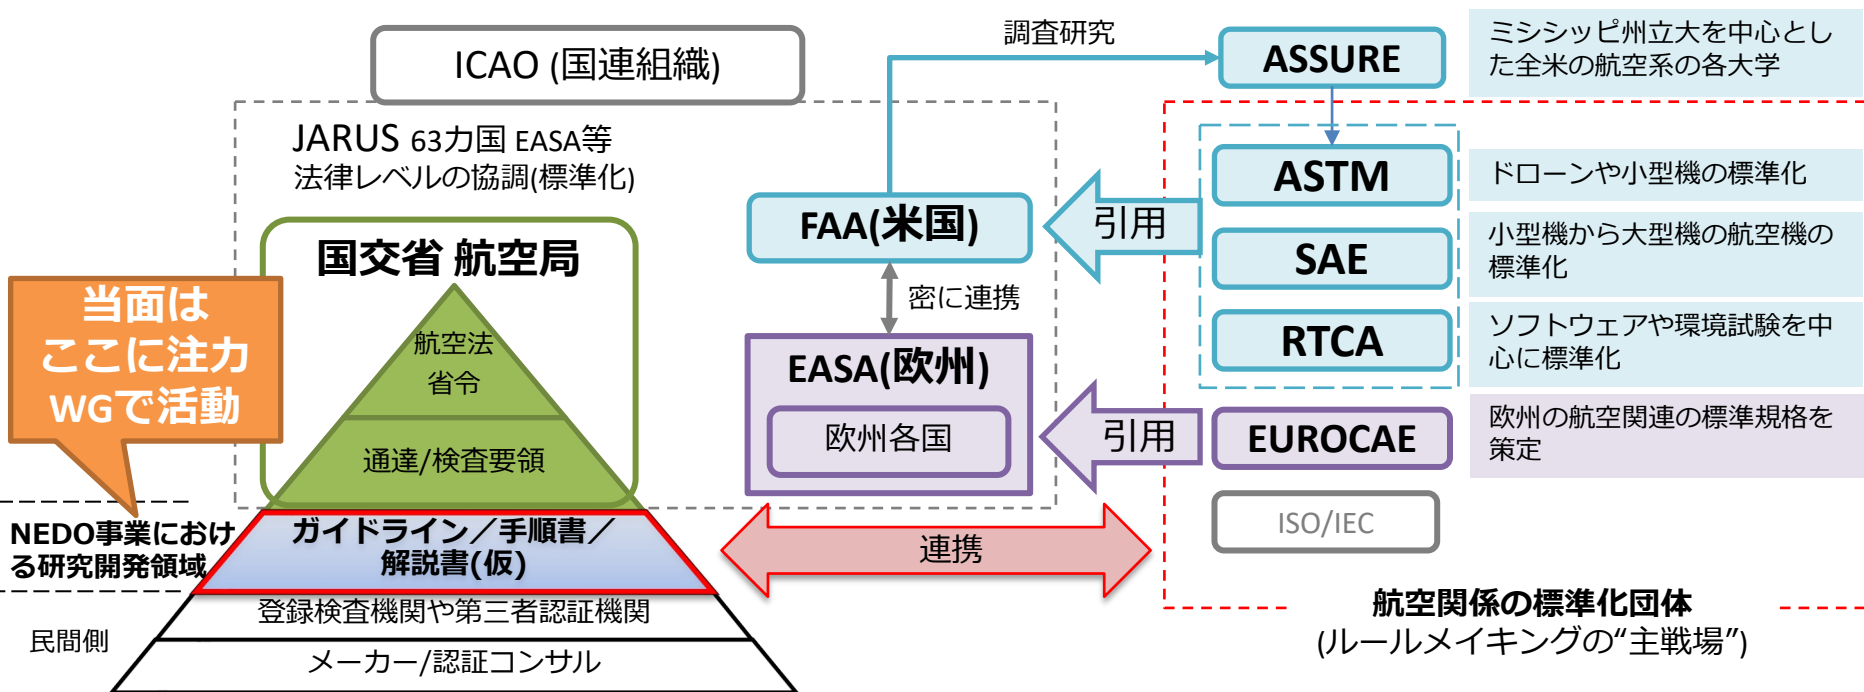 調査研究
ICAO (国連組織)
ASSURE
ミシシッピ州立大を中心とし
た全米の航空系の各大学
JARUS 63カ国 EASA等
法律レベルの協調(標準化)
ASTM
ドローンや小型機の標準化
FAA(米国)
引用
国交省 航空局
SAE
小型機から大型機の航空機の
標準化
当面は
ここに注力
WGで活動
密に連携
航空法
省令
RTCA
ソフトウェアや環境試験を中
心に標準化
EASA(欧州)
欧州各国
引用
EUROCAE
欧州の航空関連の標準規格を
策定
通達/検査要領
NEDO事業におけ
る研究開発領域
ガイドライン／手順書／
解説書(仮)
連携
ISO/IEC
登録検査機関や第三者認証機関
民間側
メーカー/認証コンサル
航空関係の標準化団体
(ルールメイキングの“主戦場”)